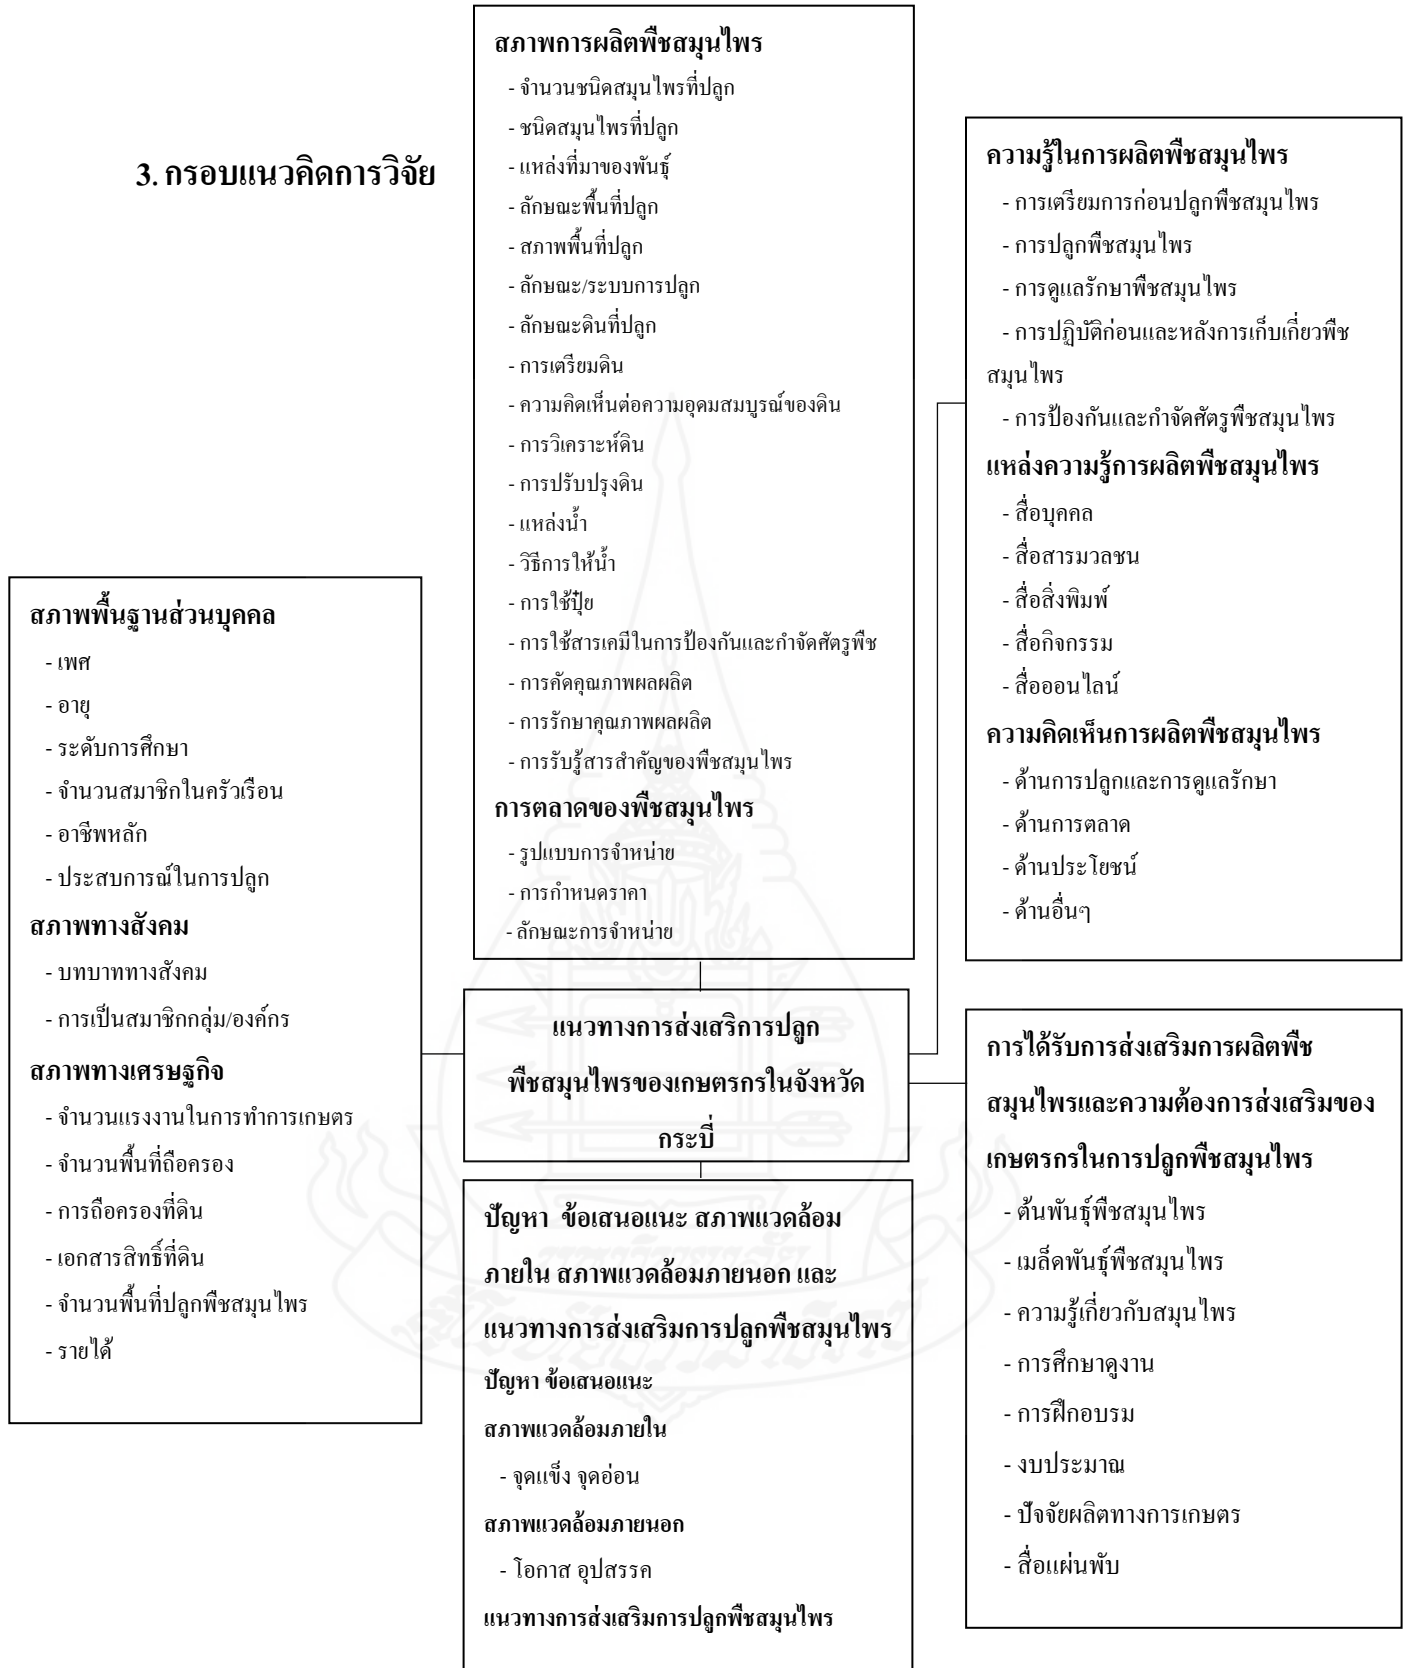 3. กรอบแนวคิดการวิจัย
สภาพการผลิตพืชสมุนไพร
- จำนวนชนิดสมุนไพรที่ปลูก
- ชนิดสมุนไพรที่ปลูก
- แหล่งที่มาของพันธุ์
- ลักษณะพื้นที่ปลูก
- สภาพพื้นที่ปลูก
- ลักษณะ/ระบบการปลูก
- ลักษณะดินที่ปลูก
- การเตรียมดิน
- ความคิดเห็นต่อความอุดมสมบูรณ์ของดิน
- การวิเคราะห์ดิน
- การปรับปรุงดิน
- แหล่งน้ำ
- วิธีการให้น้ำ
- การใช้ปุ๋ย
- การใช้สารเคมีในการป้องกันและกำจัดศัตรูพืช
- การคัดคุณภาพผลผลิต
- การรักษาคุณภาพผลผลิต
- การรับรู้สารสำคัญของพืชสมุนไพร
การตลาดของพืชสมุนไพร
- รูปแบบการจำหน่าย
- การกำหนดราคา
- ลักษณะการจำหน่าย
ความรู้ในการผลิตพืชสมุนไพร
- การเตรียมการก่อนปลูกพืชสมุนไพร
- การปลูกพืชสมุนไพร
- การดูแลรักษาพืชสมุนไพร
- การปฏิบัติก่อนและหลังการเก็บเกี่ยวพืช
สมุนไพร
- การป้องกันและกำจัดศัตรูพืชสมุนไพร
แหล่งความรู้การผลิตพืชสมุนไพร
- สื่อบุคคล
- สื่อสารมวลชน
- สื่อสิ่งพิมพ์
- สื่อกิจกรรม
- สื่อออนไลน์
ความคิดเห็นการผลิตพืชสมุนไพร
- ด้านการปลูกและการดูแลรักษา
- ด้านการตลาด
- ด้านประโยชน์
- ด้านอื่นๆ
สภาพพื้นฐานส่วนบุคคล
- เพศ
- อายุ
- ระดับการศึกษา
- จำนวนสมาชิกในครัวเรือน
- อาชีพหลัก
- ประสบการณ์ในการปลูก
สภาพทางสังคม
- บทบาททางสังคม
- การเป็นสมาชิกกลุ่ม/องค์กร
สภาพทางเศรษฐกิจ
- จำนวนแรงงานในการทำการเกษตร
- จำนวนพื้นที่ถือครอง
- การถือครองที่ดิน
- เอกสารสิทธิ์ที่ดิน
- จำนวนพื้นที่ปลูกพืชสมุนไพร
- รายได้
แนวทางการส่งเสริการปลูก
พืชสมุนไพรของเกษตรกรในจังหวัด
กระบี่
การได้รับการส่งเสริมการผลิตพืช
สมุนไพรและความต้องการส่งเสริมของ
เกษตรกรในการปลูกพืชสมุนไพร
- ต้นพันธุ์พืชสมุนไพร
- เมล็ดพันธุ์พืชสมุนไพร
- ความรู้เกี่ยวกับสมุนไพร
- การศึกษาดูงาน
- การฝึกอบรม
- งบประมาณ
- ปัจจัยผลิตทางการเกษตร
- สื่อแผ่นพับ
ปัญหา ข้อเสนอแนะ สภาพแวดล้อม
ภายใน สภาพแวดล้อมภายนอก และ
แนวทางการส่งเสริมการปลูกพืชสมุนไพร
ปัญหา ข้อเสนอแนะ
สภาพแวดล้อมภายใน
- จุดแข็ง จุดอ่อน
สภาพแวดล้อมภายนอก
- โอกาส อุปสรรค
แนวทางการส่งเสริมการปลูกพืชสมุนไพร